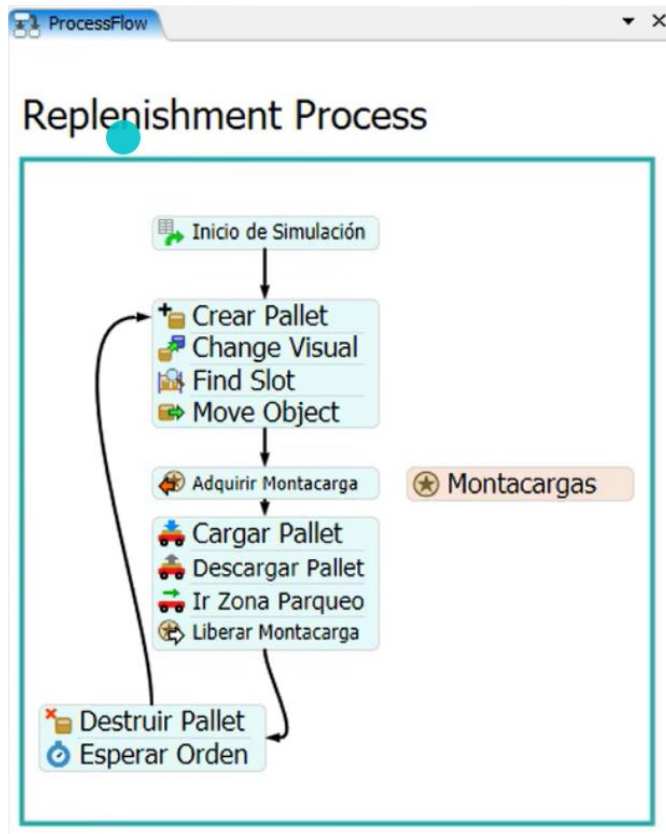 ProcessFlow
Replenishment Process
Inicio de Simulación
Crear Pallet
Change Visual
Find Slot
Move Object
Adquirir Montacarga
Montacargas
Cargar Pallet
Descargar Pallet
Ir Zona Parqueo
Liberar Montacarga
Destruir Pallet
Esperar Orden